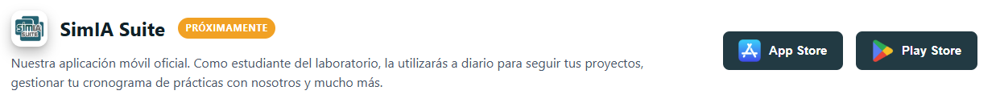 SÍMIA
SUITE
SimIA Suite
PRÓXIMAMENTE
Nuestra aplicación móvil oficial. Como estudiante del laboratorio, la utilizarás a diario para seguir tus proyectos,
gestionar tu cronograma de prácticas con nosotros y mucho más.
App Store
Play Store